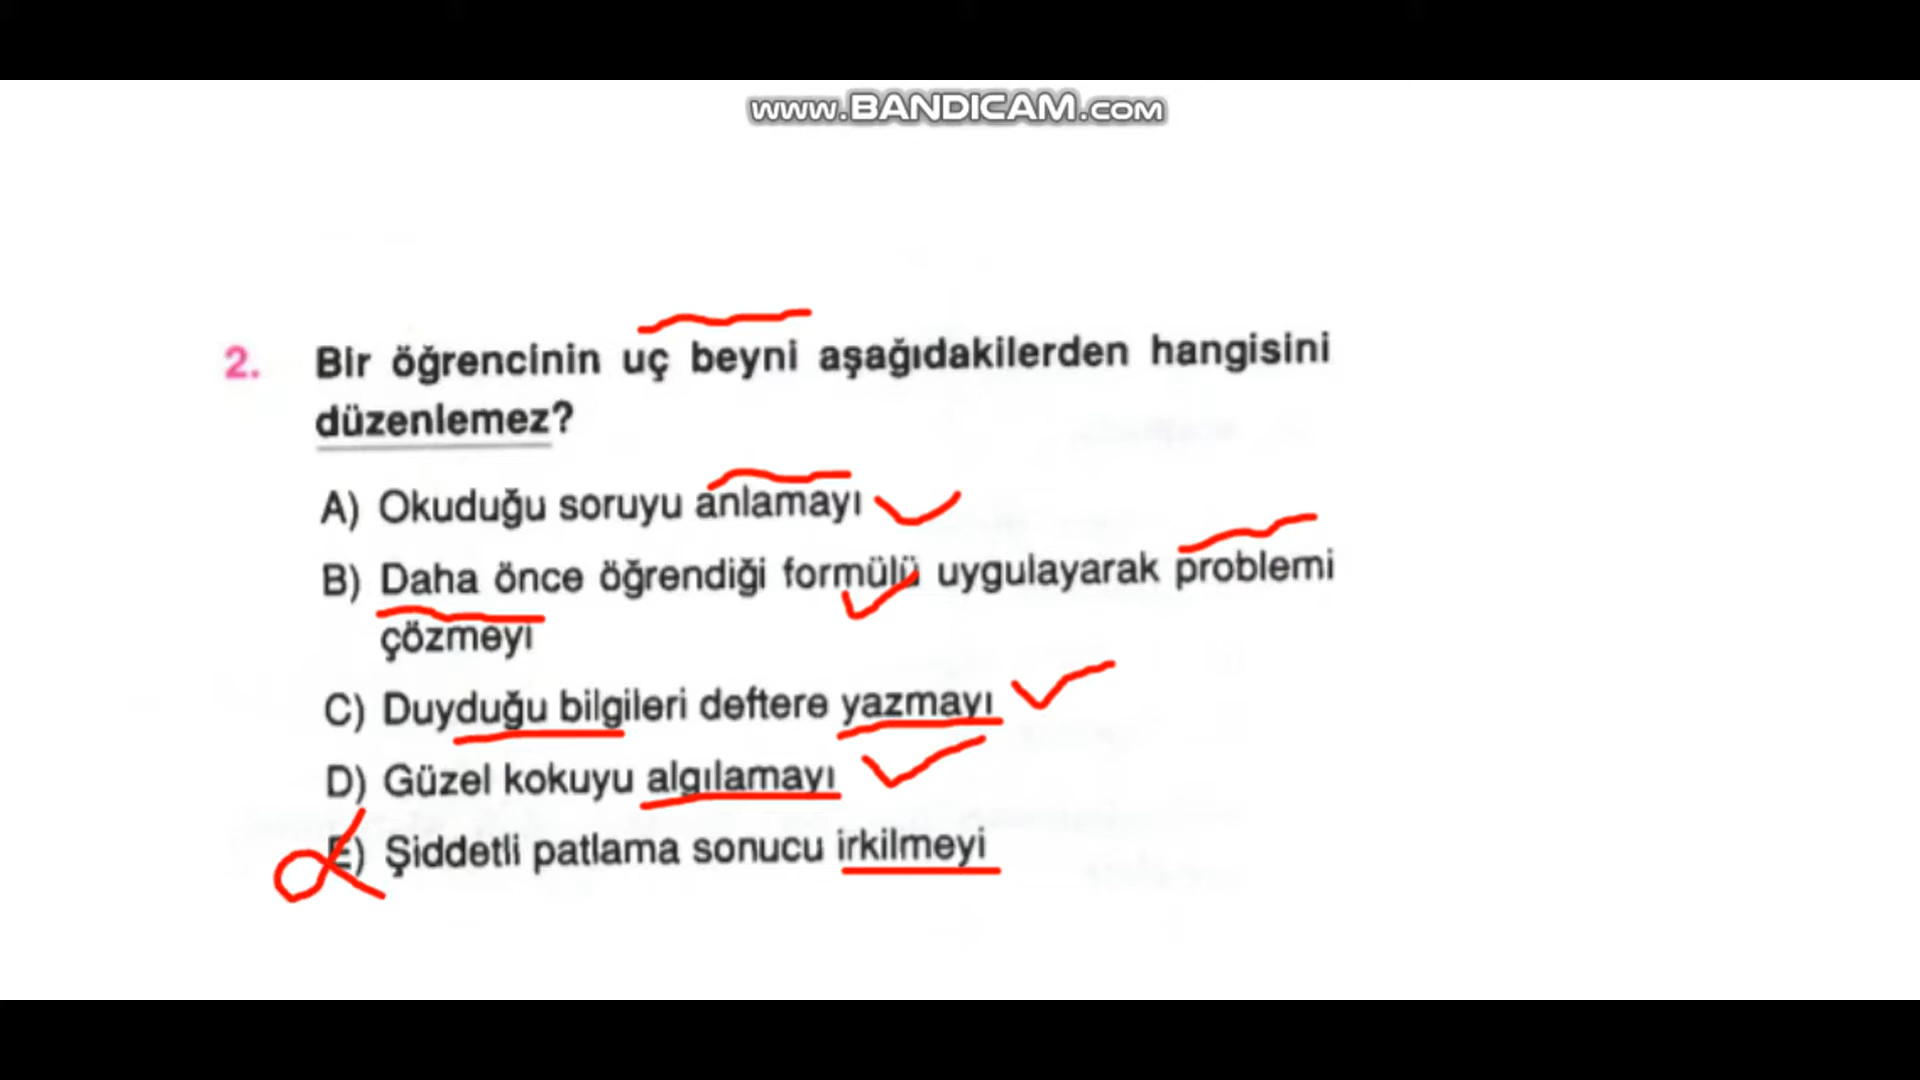 www.BANDICAM.com
2. Bir öğrencinin uç beyni aşağıdakilerden hangisini
düzenlemez?
A) Okuduğu soruyu anlamayı
B) Daha önce öğrendiği formülü uygulayarak problemi
çözmeyi
C) Duyduğu bilgileri deftere yazmayı
D) Güzel kokuyu algılamayı
E) Şiddetli patlama sonucu irkilmeyi